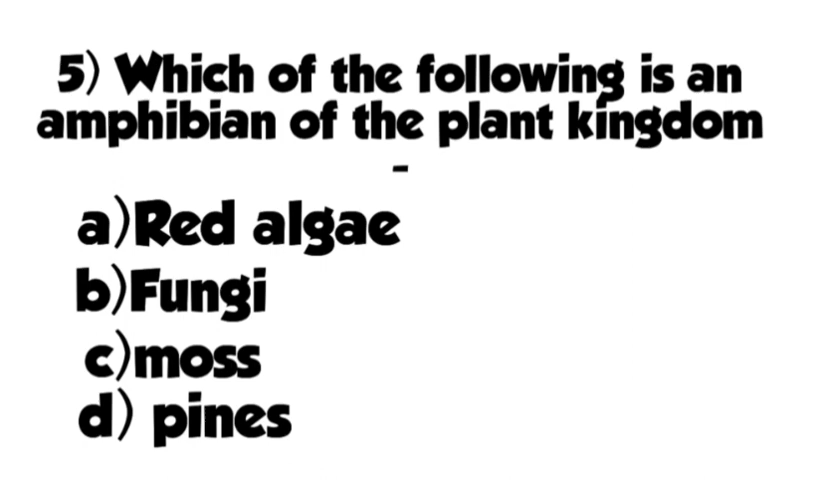 5) Which of the following is an
amphibian of the plant kingdom
-
a)Red algae
b)Fungi
c)moss
d) pines